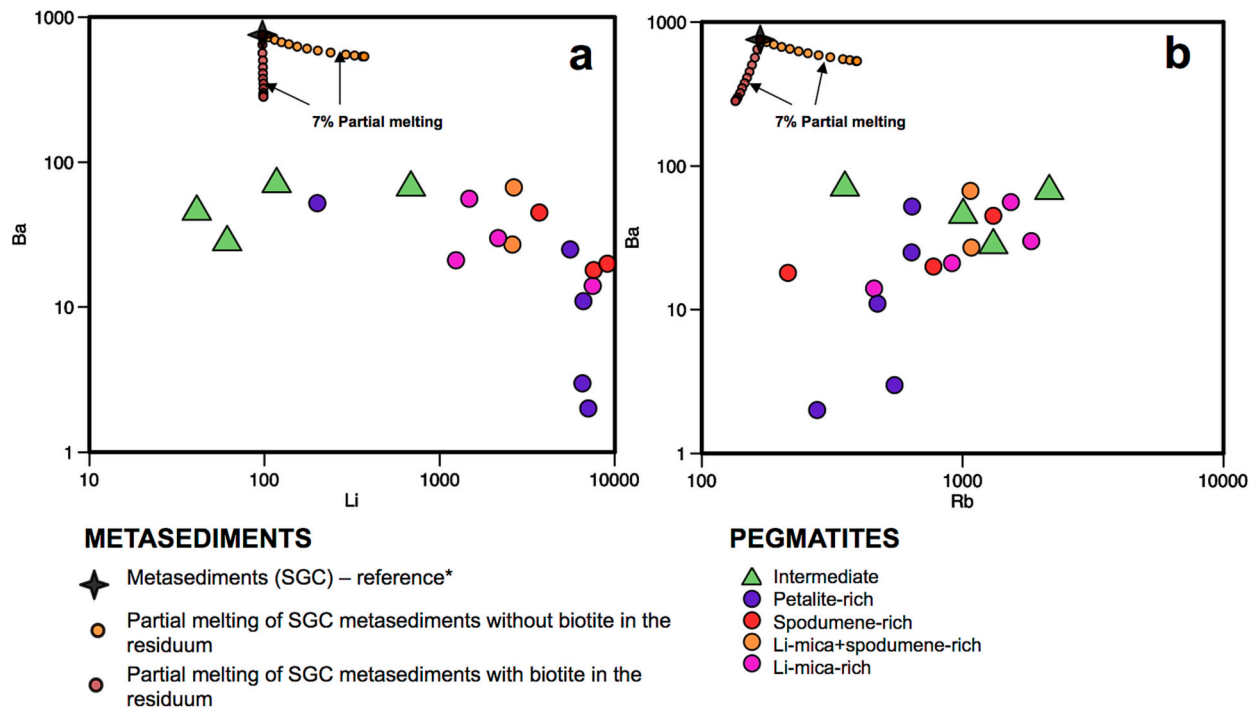 1000
100
10
1
Ba
10
100
1000
10000
Li
a
7% Partial melting
1000
100
10
1
Ba
100
1000
10000
Rb
b
7% Partial melting
METASEDIMENTS
Metasediments (SGC) – reference*
Partial melting of SGC metasediments without biotite in the
residuum
Partial melting of SGC metasediments with biotite in the
residuum
PEGMATITES
Intermediate
Petalite-rich
Spodumene-rich
Li-mica+spodumene-rich
Li-mica-rich